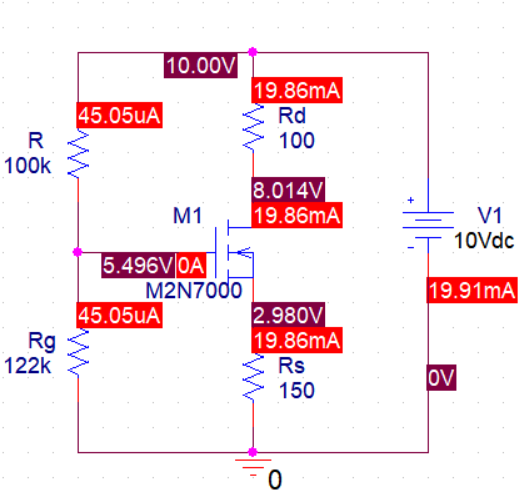 10.00V
19.86mA
45.05uA
Rd
100
R
100k
8.014V
19.86mA
M1
+
V1
10Vdc
-
5.496V 0A
M2N7000
19.91mA
45.05uA
2.980V
19.86mA
Rg
122k
Rs
150
0V
0